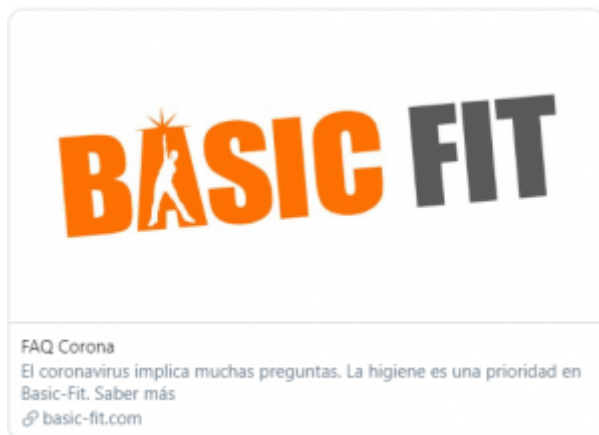 BASIC FIT
FAQ Corona
El coronavirus implica muchas preguntas. La higiene es una prioridad en
Basic-Fit. Saber más
basic-fit.com